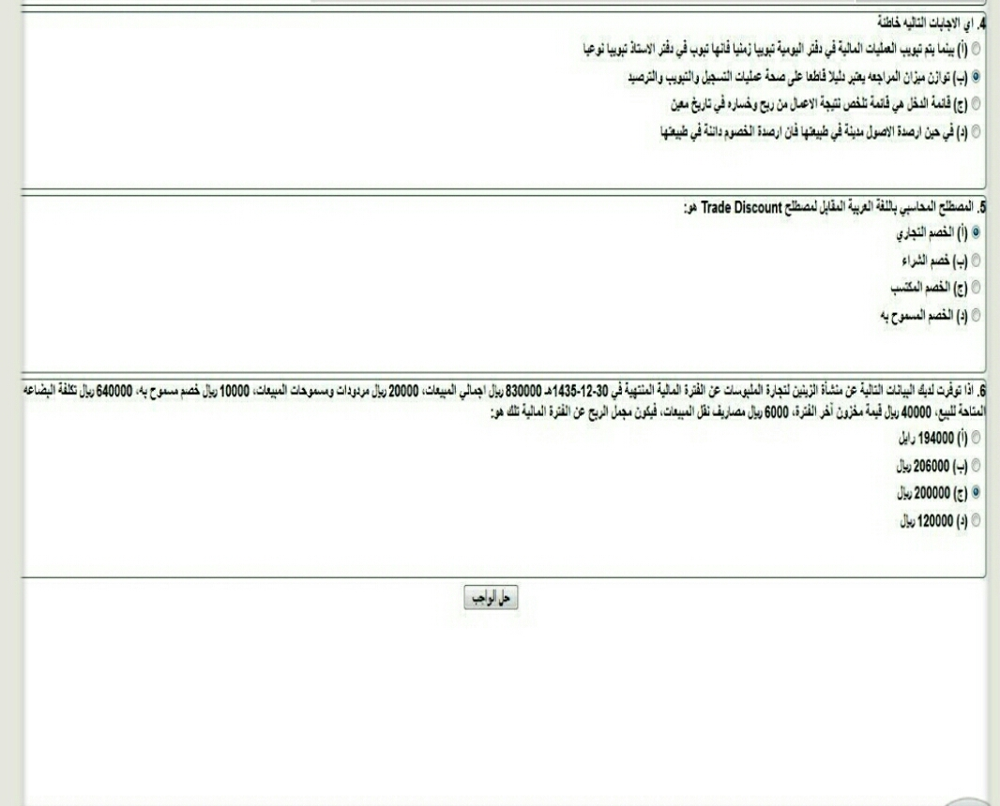 4. اي الاجابات التاليه خاطئة
(أ) بينما يتم تبويب العمليات المالية في دفتر اليومية تبويبا زمنيا فانها تبوب في دفتر الاستاذ تبويبا نوعيا
(ب) توازن ميزان المراجعه يعتبر دليلا قاطعا على صحة عمليات التسجيل والتبويب والترصيد
(ج) قائمة الدخل هي قائمة تلخص نتيجة الاعمال من ربح وخساره في تاريخ معين
(د) في حين ارصدة الاصول مدينة في طبيعتها فان ارصدة الخصوم دائنة في طبيعتها
5. المصطلح المحاسبي باللغة العربية المقابل لمصطلح Trade Discount هو:
(أ) الخصم التجاري
(ب) خصم الشراء
(ج) الخصم المكتسب
(د) الخصم المسموح به
6. اذا توفرت لديك البيانات التالية عن منشأة الزينين لتجارة الملبوسات عن الفترة المالية المنتهية في 30-12-1435هـ 830000 ريال اجمالي المبيعات، 20000 ريال مردودات ومسموحات المبيعات، 10000 ريال خصم مسموح به، 640000 ريال تكلفة البضاعه
المتاحة للبيع، 40000 ريال قيمة مخزون آخر الفترة، 6000 ريال مصاريف نقل المبيعات، فيكون مجمل الربح عن الفترة المالية تلك هو:
(أ) 194000 رايل
(ب) 206000 ريال
(ج) 200000 ريال
(د) 120000 ريال
حل الواجب